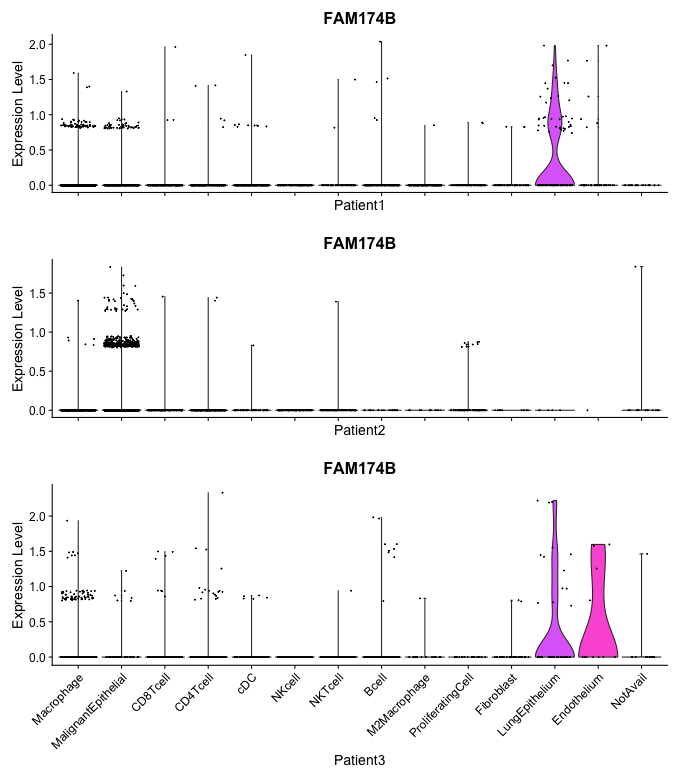 FAM174B
Expression Level
2.0
1.5
1.0
0.5
0.0
Patient1
FAM174B
Expression Level
1.5
1.0
0.5
0.0
Patient2
FAM174B
Expression Level
2.0
1.5
1.0
0.5
0.0
Macrophage
MalignantEpithelial
CD8Tcell
CD4Tcell
cDC
NKcell
NKTcell
Bcell
M2Macrophage
ProliferatingCell
Fibroblast
LungEpithelium
Endothelium
NotAvail
Patient3